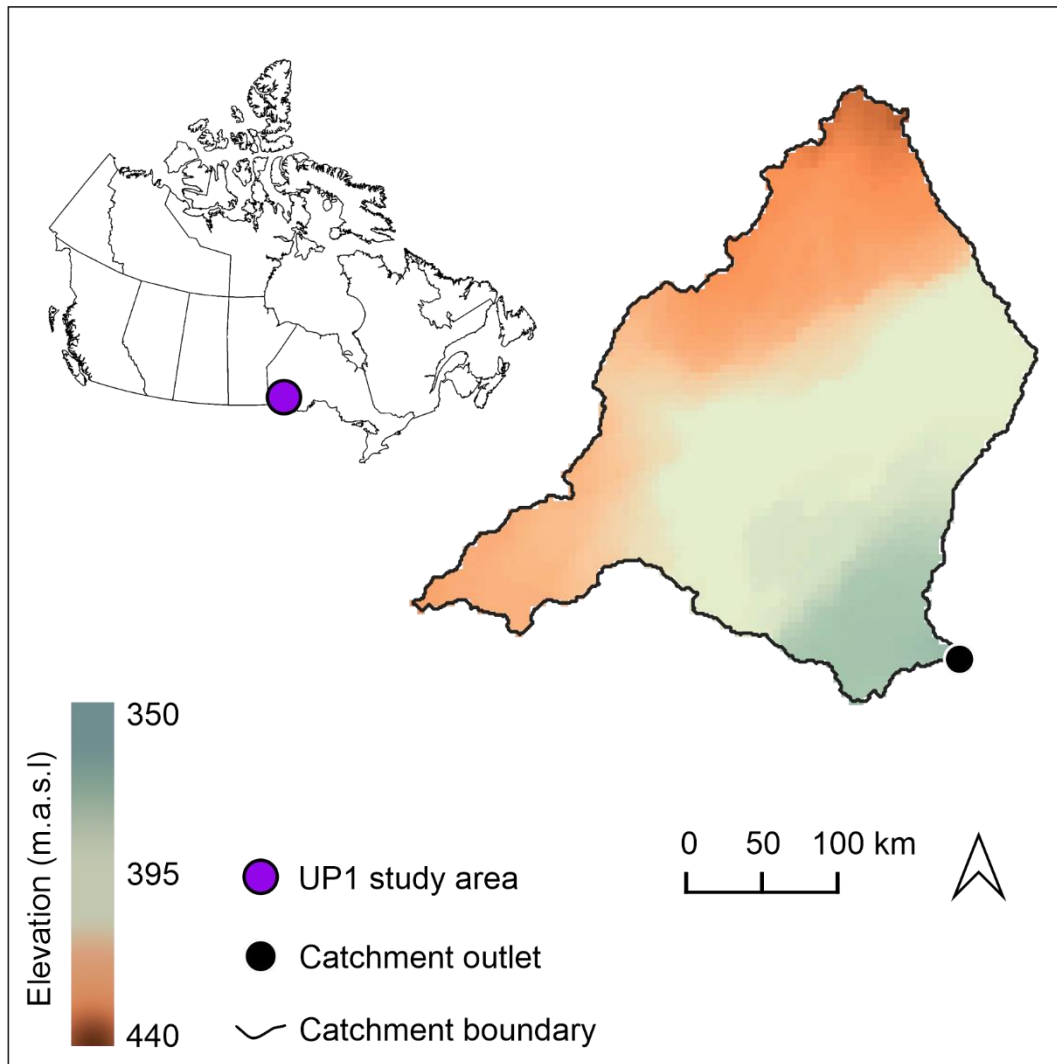 350
395
440
Elevation (m.a.s.l)
UP1 study area
Catchment outlet
Catchment boundary
0 50 100 km